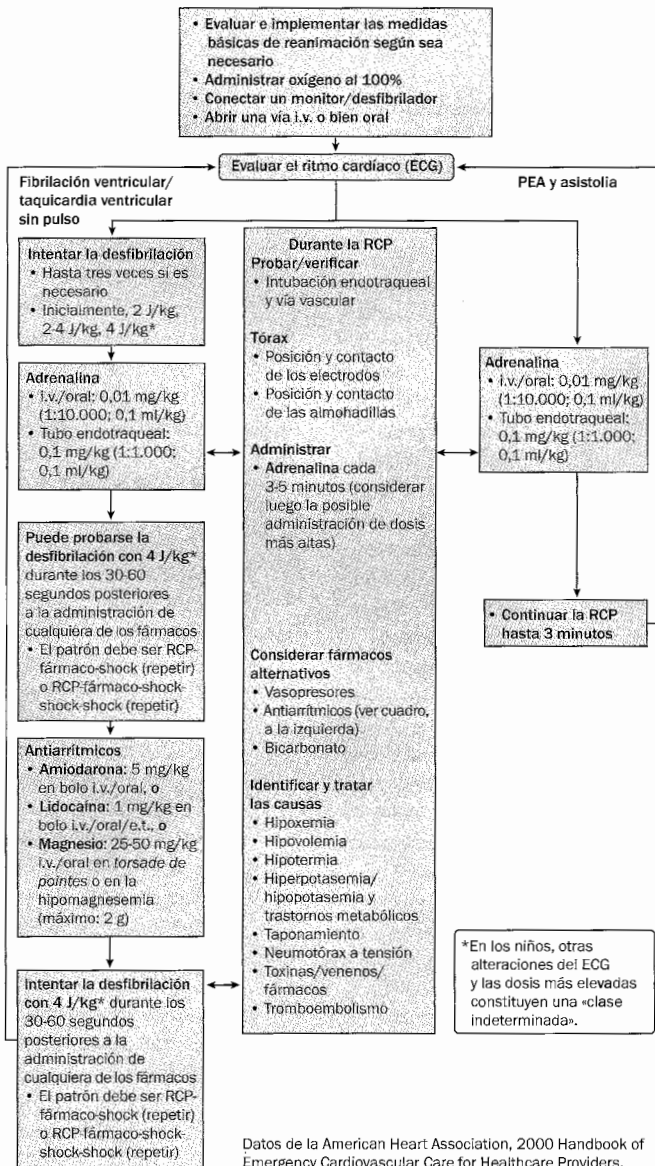 • Evaluar e implementar las medidas
básicas de reanimación según sea
necesario
• Administrar oxígeno al 100%
• Conectar un monitor/desfibrilador
• Abrir una vía i.v. o bien oral
Evaluar el ritmo cardíaco (ECG)
Fibrilación ventricular/
taquicardia ventricular
sin pulso
PEA y asistolia
Intentar la desfibrilación
• Hasta tres veces si es
necesario
• Inicialmente, 2 J/kg,
2-4 J/kg, 4 J/kg*
Adrenalina
• i.v./oral: 0,01 mg/kg
(1:10.000; 0,1 ml/kg)
• Tubo endotraqueal:
0,1 mg/kg (1:1.000;
0,1 ml/kg)
Puede probarse la
desfibrilación con 4 J/kg*
durante los 30-60
segundos posteriores
a la administración de
cualquiera de los fármacos
• El patrón debe ser RCP-
fármaco-shock (repetir)
o RCP-fármaco-shock-
shock-shock (repetir)
Antiarrítmicos
• Amiodarona: 5 mg/kg
en bolo i.v./oral, o
• Lidocaína: 1 mg/kg en
bolo i.v./oral/e.t., o
• Magnesio: 25-50 mg/kg
i.v./oral en torsade de
pointes o en la
hipomagnesemia
(máximo: 2 g)
Intentar la desfibrilación
con 4 J/kg* durante los
30-60 segundos
posteriores a la
administración de
cualquiera de los fármacos
• El patrón debe ser RCP-
fármaco-shock (repetir)
o RCP-fármaco-shock-
shock-shock (repetir)
Durante la RCP
Probar/verificar
• Intubación endotraqueal
y vía vascular
Tórax
• Posición y contacto
de los electrodos
• Posición y contacto
de las almohadillas
Administrar
• Adrenalina cada
3-5 minutos (considerar
luego la posible
administración de dosis
más altas)
Considerar fármacos
alternativos
• Vasopresores
• Antiarrítmicos (ver cuadro,
a la izquierda)
• Bicarbonato
Identificar y tratar
las causas
• Hipoxemia
• Hipovolemia
• Hipotermia
• Hiperpotasemia/
hipopotasemia y
trastornos metabólicos
• Taponamiento
• Neumotórax a tensión
• Toxinas/venenos/
fármacos
• Tromboembolismo
Adrenalina
• i.v./oral: 0,01 mg/kg
(1:10.000; 0,1 ml/kg)
• Tubo endotraqueal:
0,1 mg/kg (1:1.000;
0,1 ml/kg)
• Continuar la RCP
hasta 3 minutos
*En los niños, otras
alteraciones del ECG
y las dosis más elevadas
constituyen una «clase
indeterminada».
Datos de la American Heart Association, 2000 Handbook of
Emergency Cardiovascular Care for Healthcare Providers.